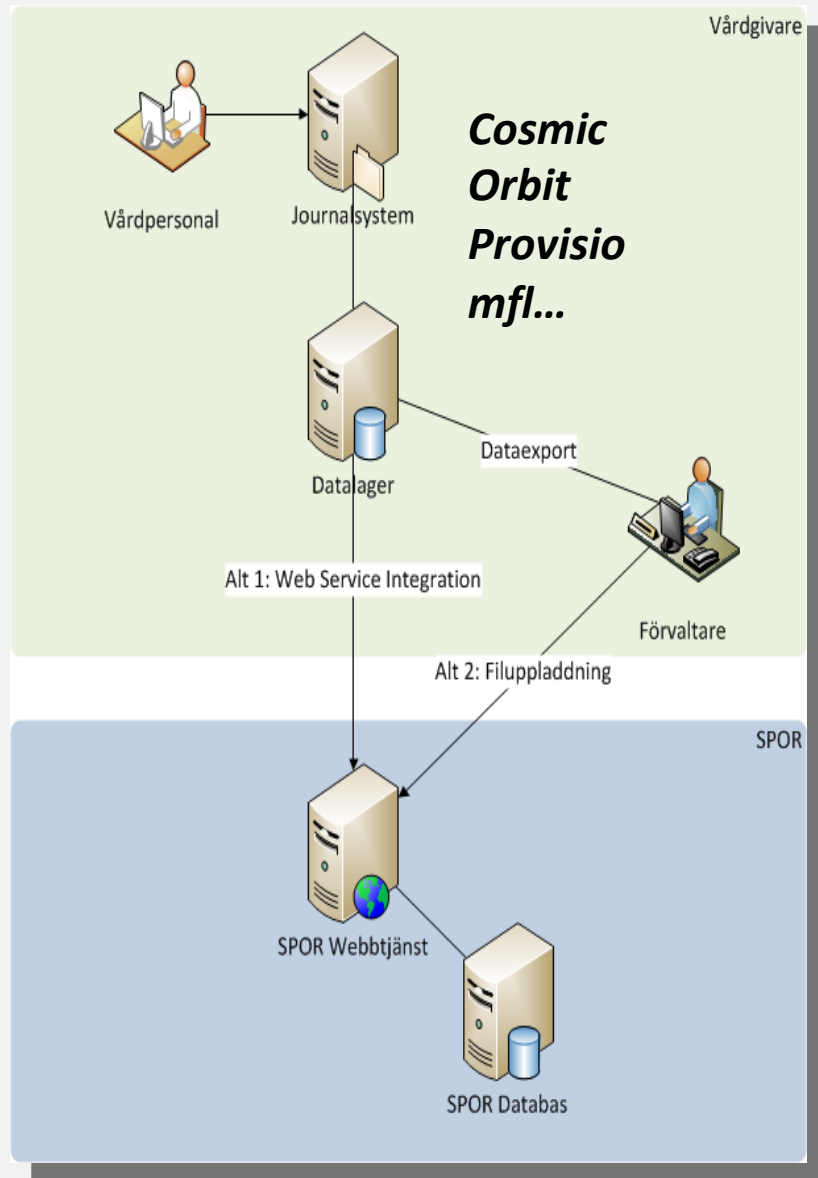 Vårdgivare
Vårdpersonal
Journalsystem
Cosmic
Orbit
Provisio
mfl...
Datalager
Dataexport
Förvaltare
Alt 1: Web Service Integration
Alt 2: Filuppladdning
SPOR
SPOR Webbtjänst
SPOR Databas